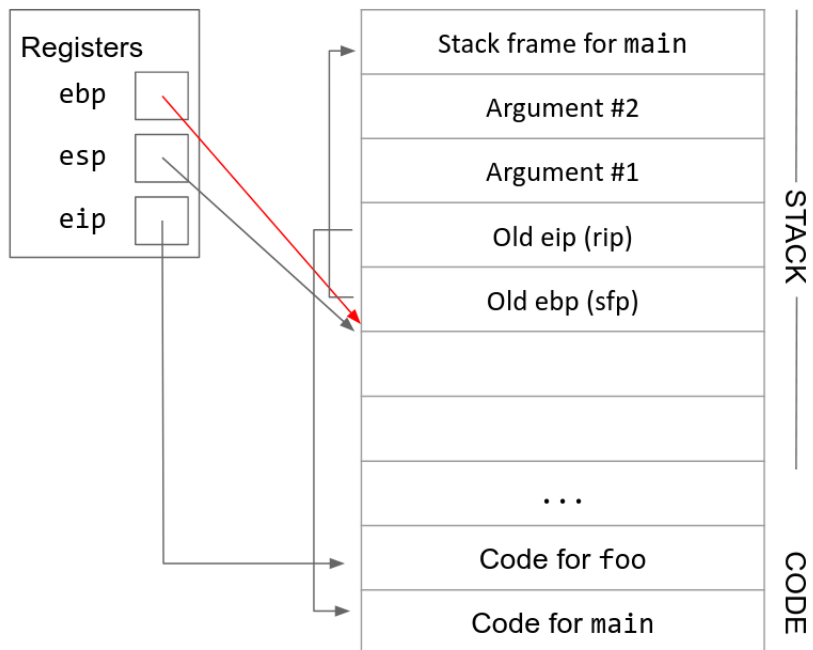 Registers
ebp
esp
eip
Stack frame for main
Argument #2
Argument #1
Old eip (rip)
Old ebp (sfp)
...
Code for foo
Code for main
STACK
CODE